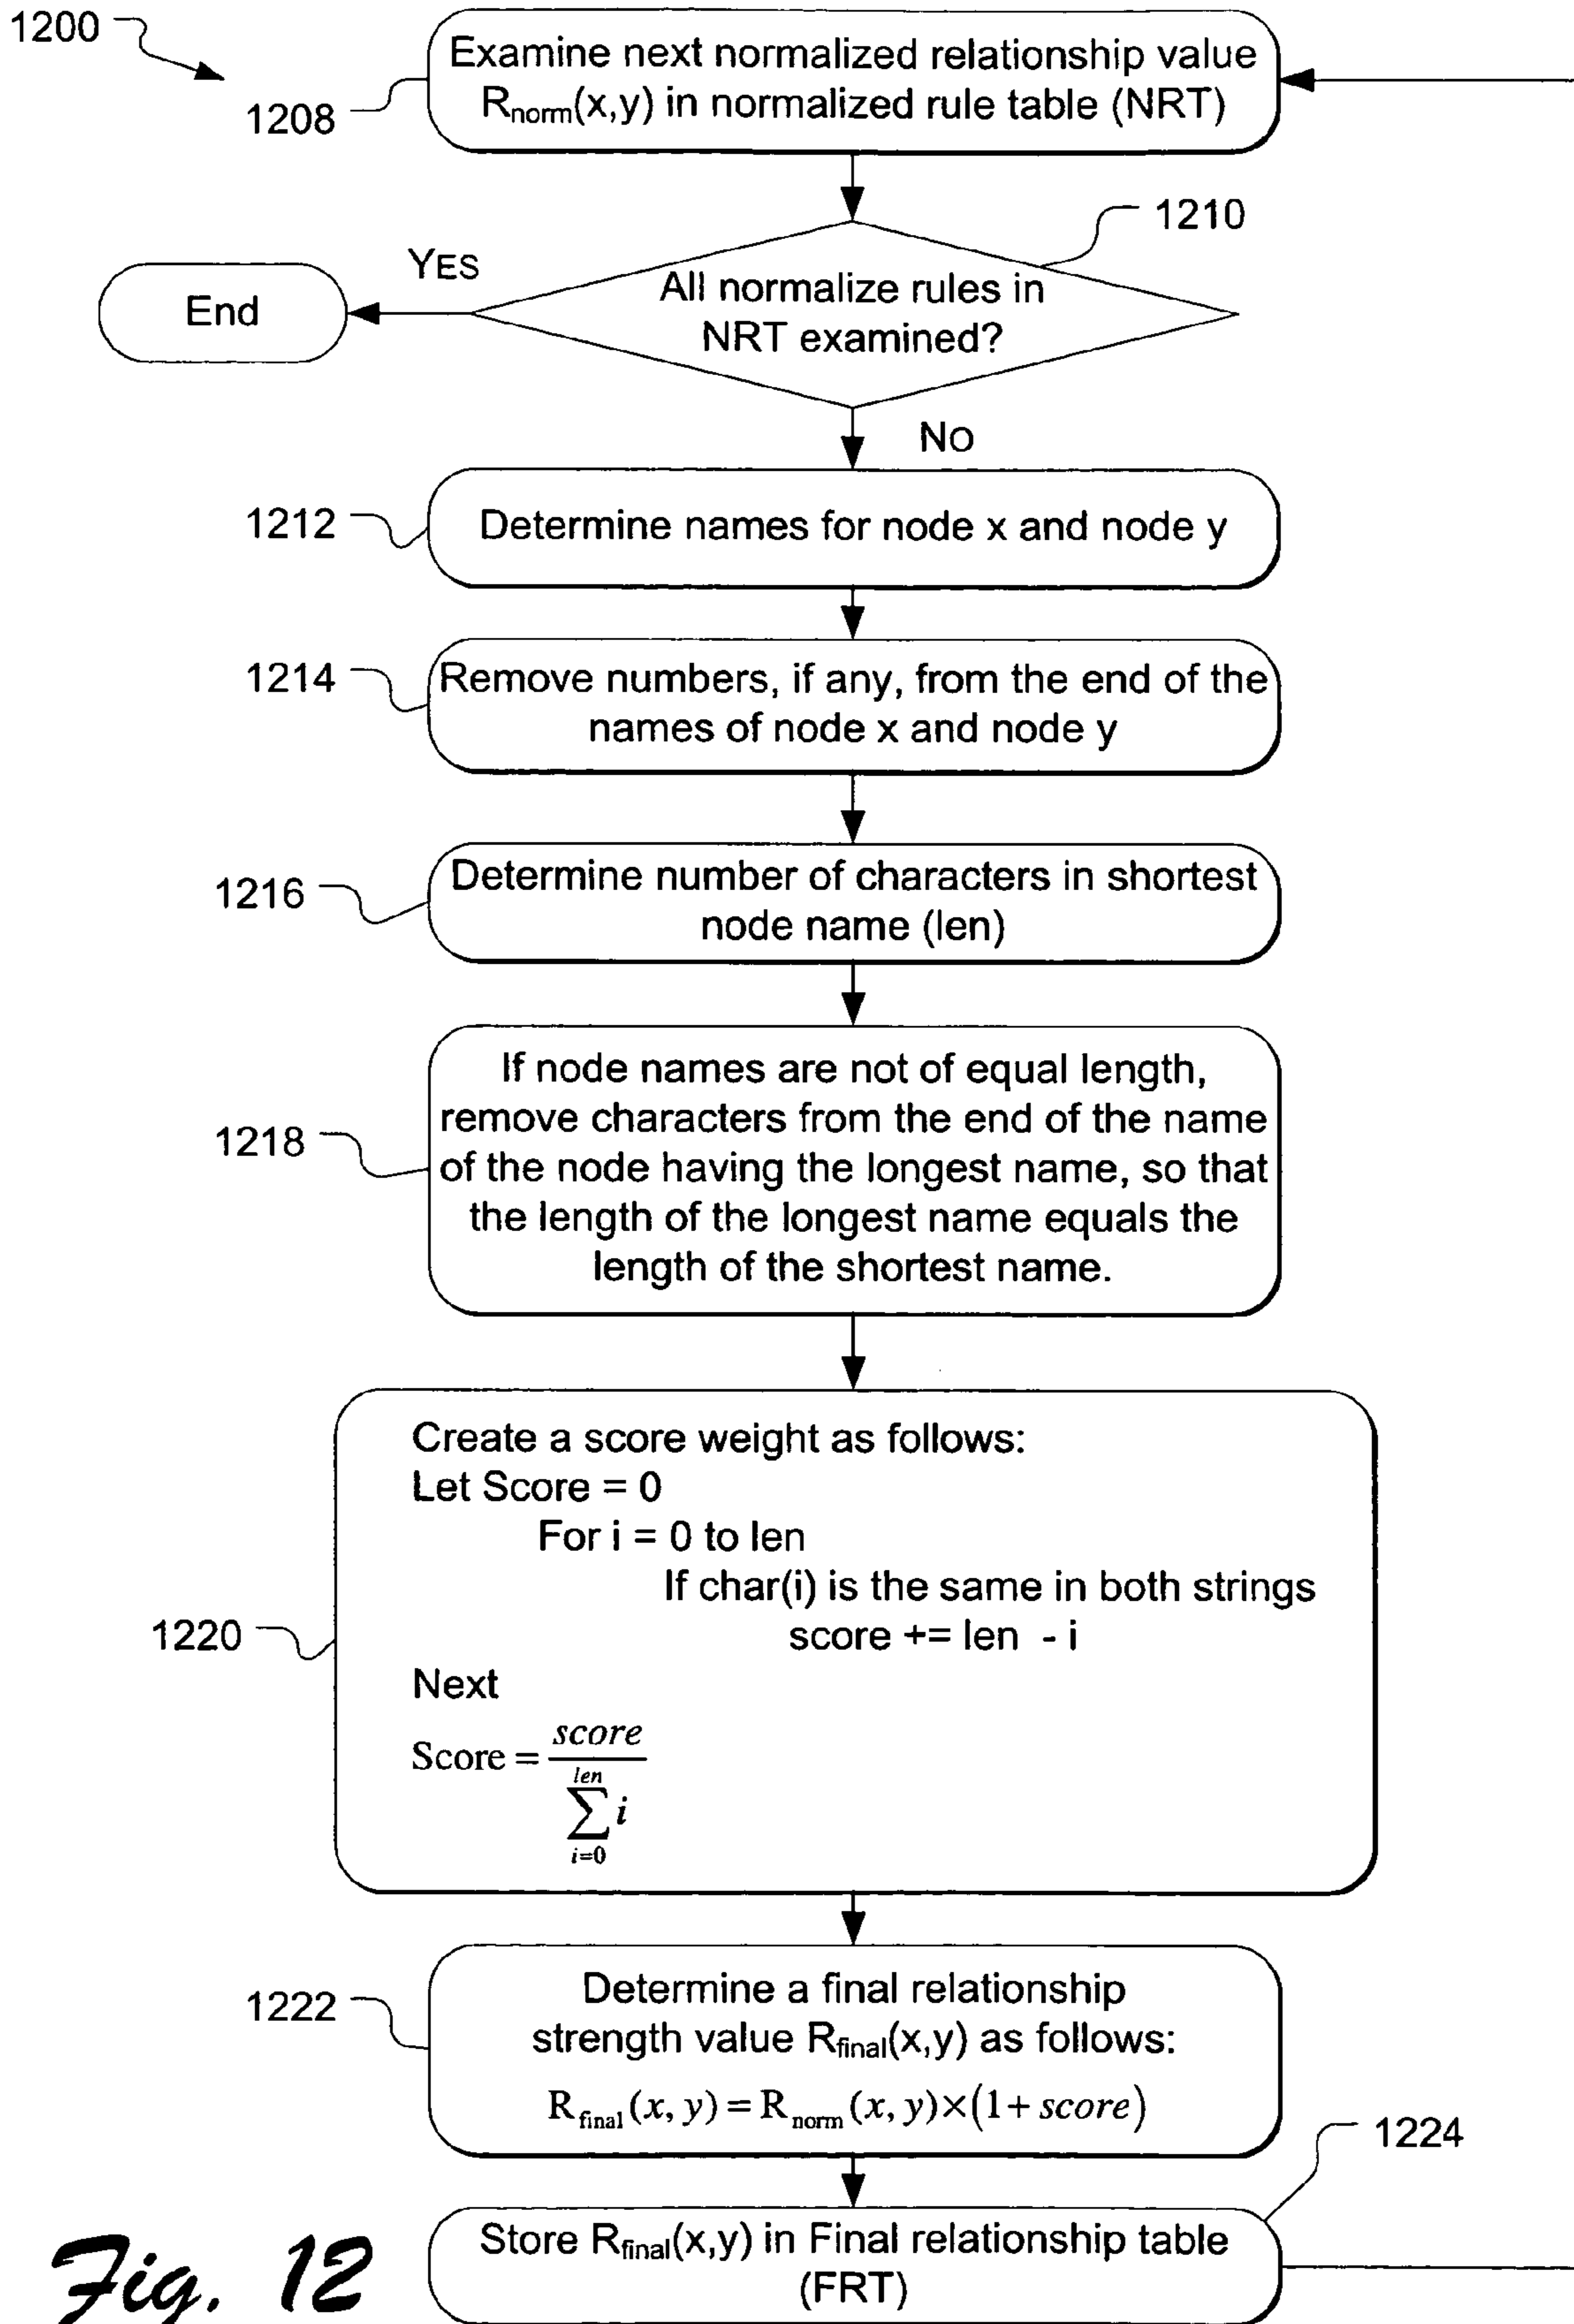 1200
Examine next normalized relationship value
R_norm(x,y) in normalized rule table (NRT)
1208
1210
YES
All normalize rules in
NRT examined?
End
NO
1212
Determine names for node x and node y
1214
Remove numbers, if any, from the end of the
names of node x and node y
1216
Determine number of characters in shortest
node name (len)
If node names are not of equal length,
remove characters from the end of the name
1218
of the node having the longest name, so that
the length of the longest name equals the
length of the shortest name.
Create a score weight as follows:
Let Score = 0
For i = 0 to len
If char(i) is the same in both strings
1220
score += len - i
Next
Score = score / ∑_{i=0}^{len} i
Determine a final relationship
1222
strength value R_final(x,y) as follows:
R_final(x, y) = R_norm(x, y)×(1+ score)
1224
Store R_final(x,y) in Final relationship table
(FRT)
Fig. 12